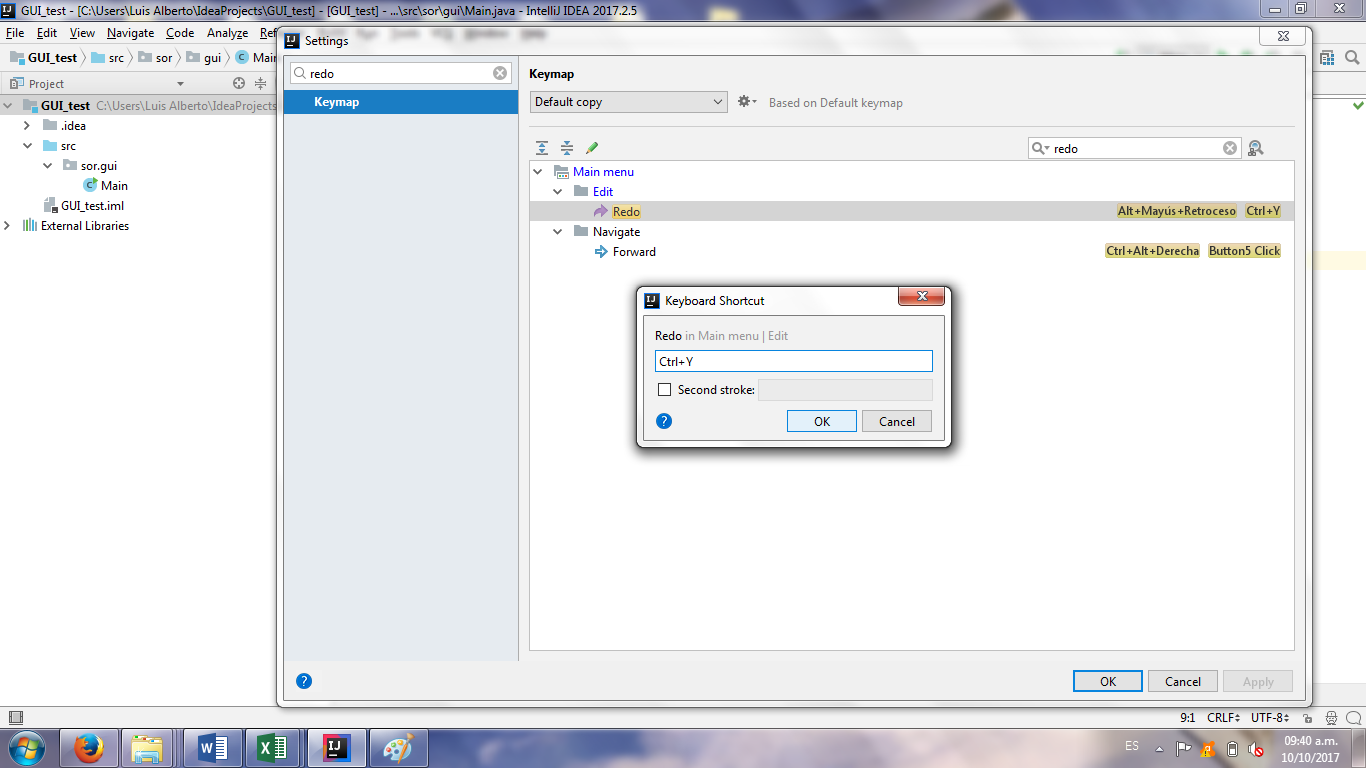 GUI_test - [C:\Users\Luis Alberto\IdeaProjects\GUI_test] - [GUI_test] - ...\src\sor\gui\Main.java - IntelliJ IDEA 2017.2.5
File Edit View Navigate Code Analyze
GUI_test src sor gui
Project
GUI_test C:\Users\Luis Alberto\IdeaProjects
.idea
src
sor.gui
Main
GUI_test.iml
External Libraries
Settings
redo
Keymap
Keymap
Default copy Based on Default keymap
redo
Main menu
Edit
Redo Alt+Mayús+Retroceso Ctrl+Y
Navigate
Forward Ctrl+Alt+Derecha Button5 Click
Keyboard Shortcut
Redo in Main menu | Edit
Ctrl+Y
Second stroke:
OK Cancel
OK Cancel Apply
9:1 CRLF UTF-8
ES 09:40 a.m.
10/10/2017